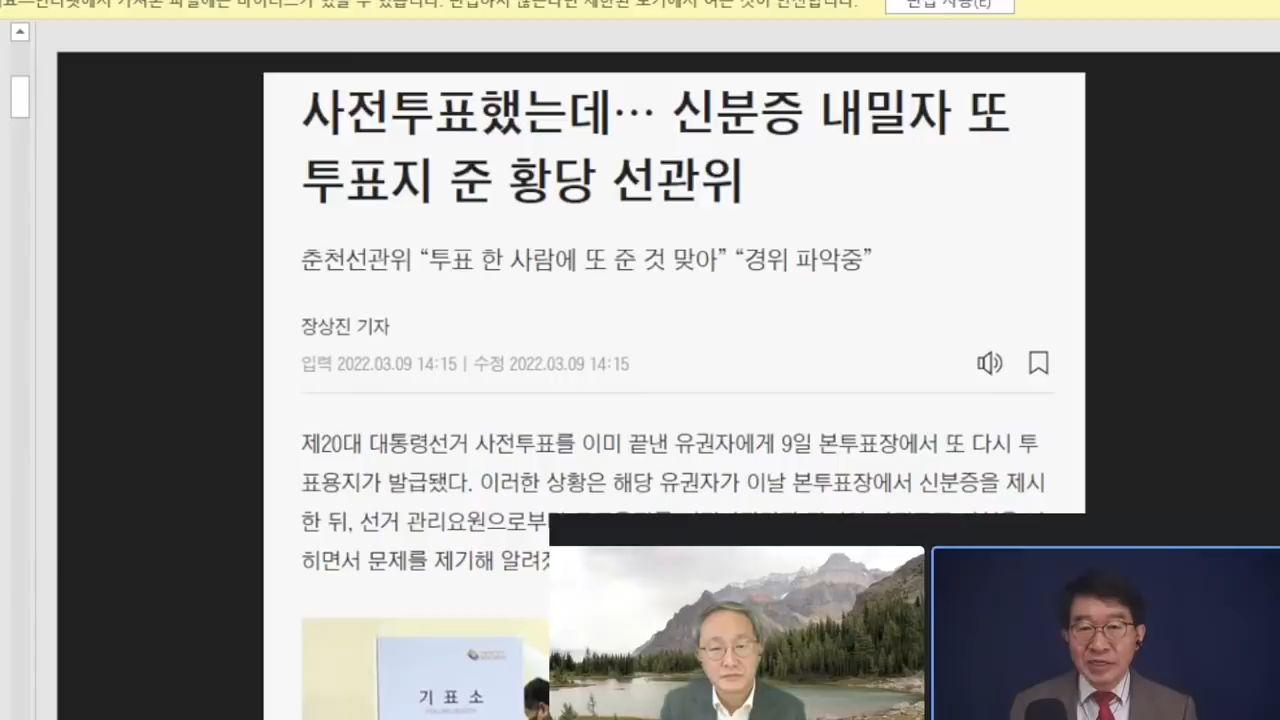 사전투표했는데… 신분증 내밀자 또
투표지 준 황당 선관위
춘천선관위 “투표 한 사람에 또 준 것 맞아” “경위 파악중”
장상진 기자
입력 2022.03.09 14:15 | 수정 2022.03.09 14:15
제20대 대통령선거 사전투표를 이미 끝낸 유권자에게 9일 본투표장에서 또 다시 투
표용지가 발급됐다. 이러한 상황은 해당 유권자가 이날 본투표장에서 신분증을 제시
한 뒤, 선거 관리요원으로부
히면서 문제를 제기해
기 표 소